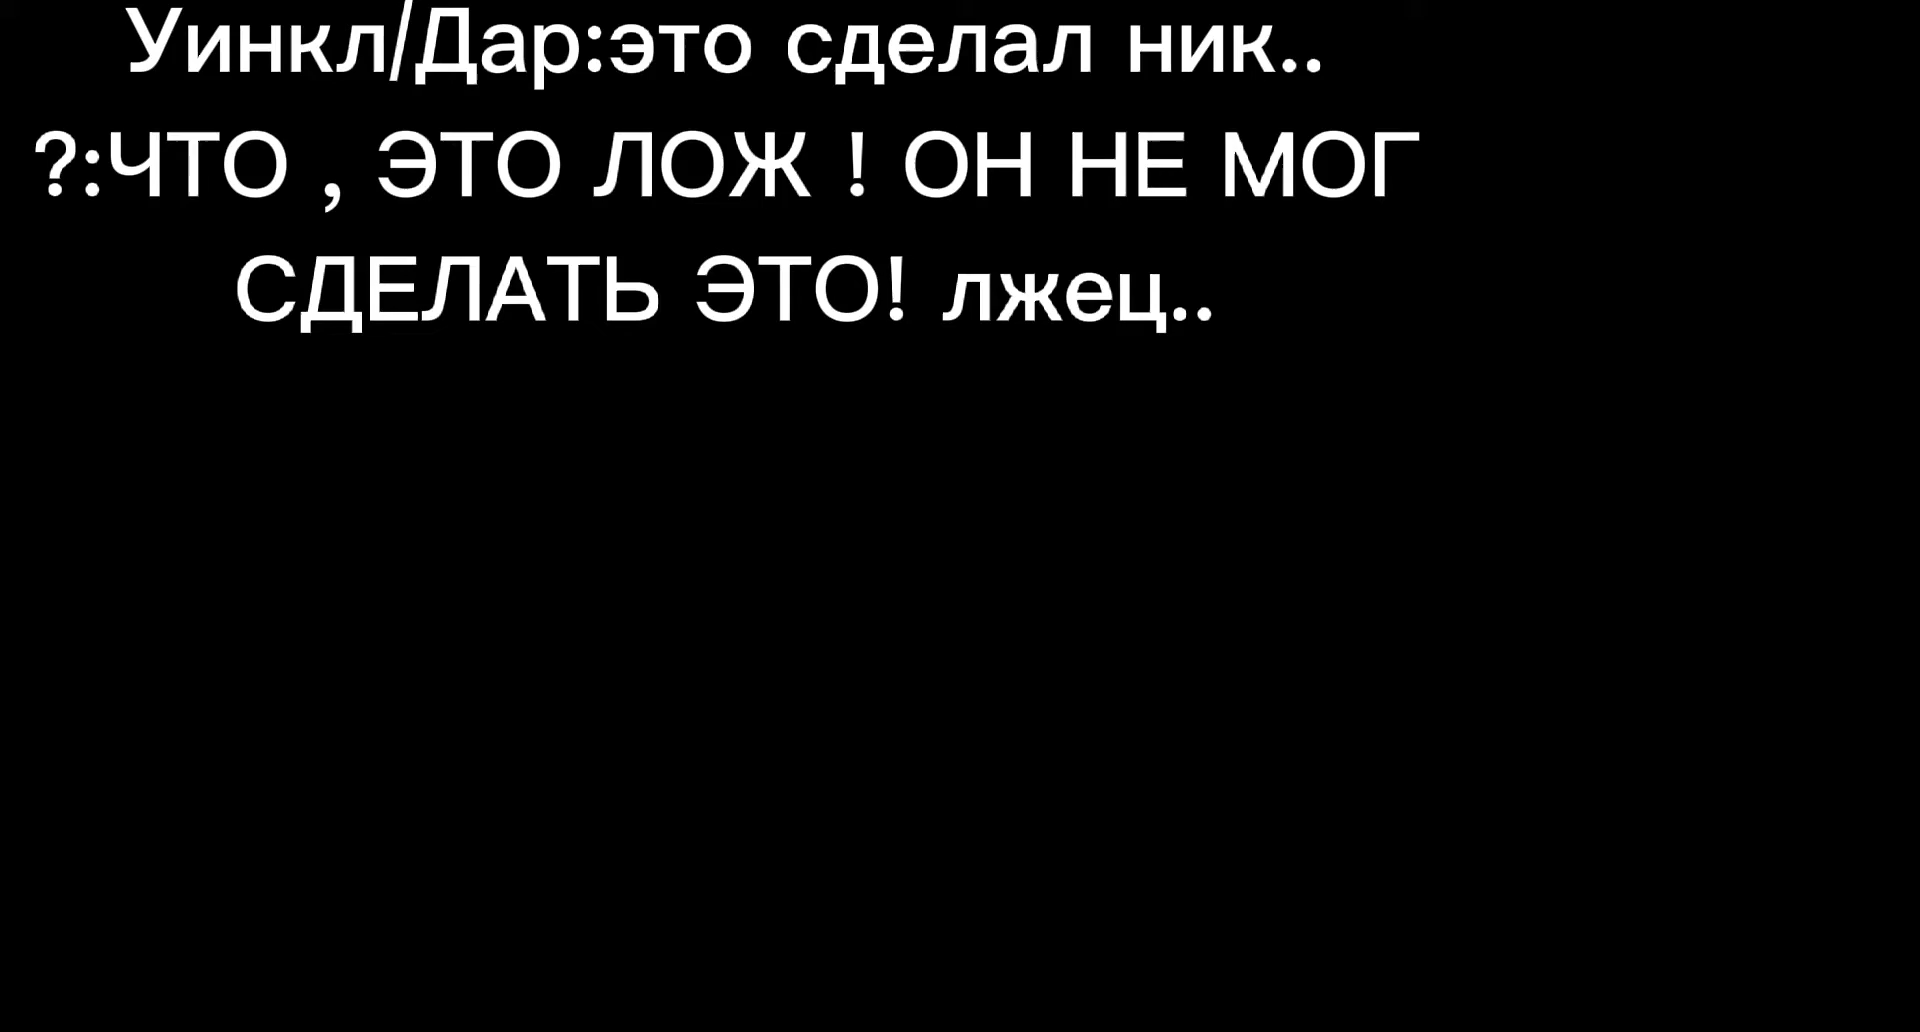 Уинкл/Дар:это сделал ник..
?:ЧТО , ЭТО ЛОЖ ! ОН НЕ МОГ
СДЕЛАТЬ ЭТО! лжец..